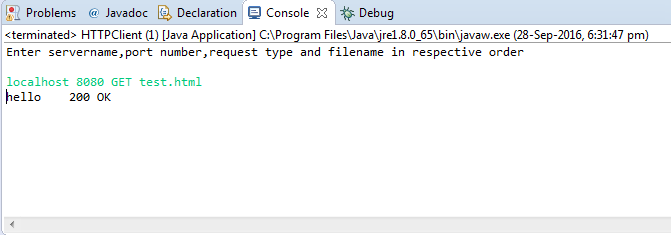 Problems @ Javadoc Declaration Console Debug
<terminated> HTTPClient (1) [Java Application] C:\Program Files\Java\jre1.8.0_65\bin\javaw.exe (28-Sep-2016, 6:31:47 pm)
Enter servername,port number,request type and filename in respective order
localhost 8080 GET test.html
hello    200 OK